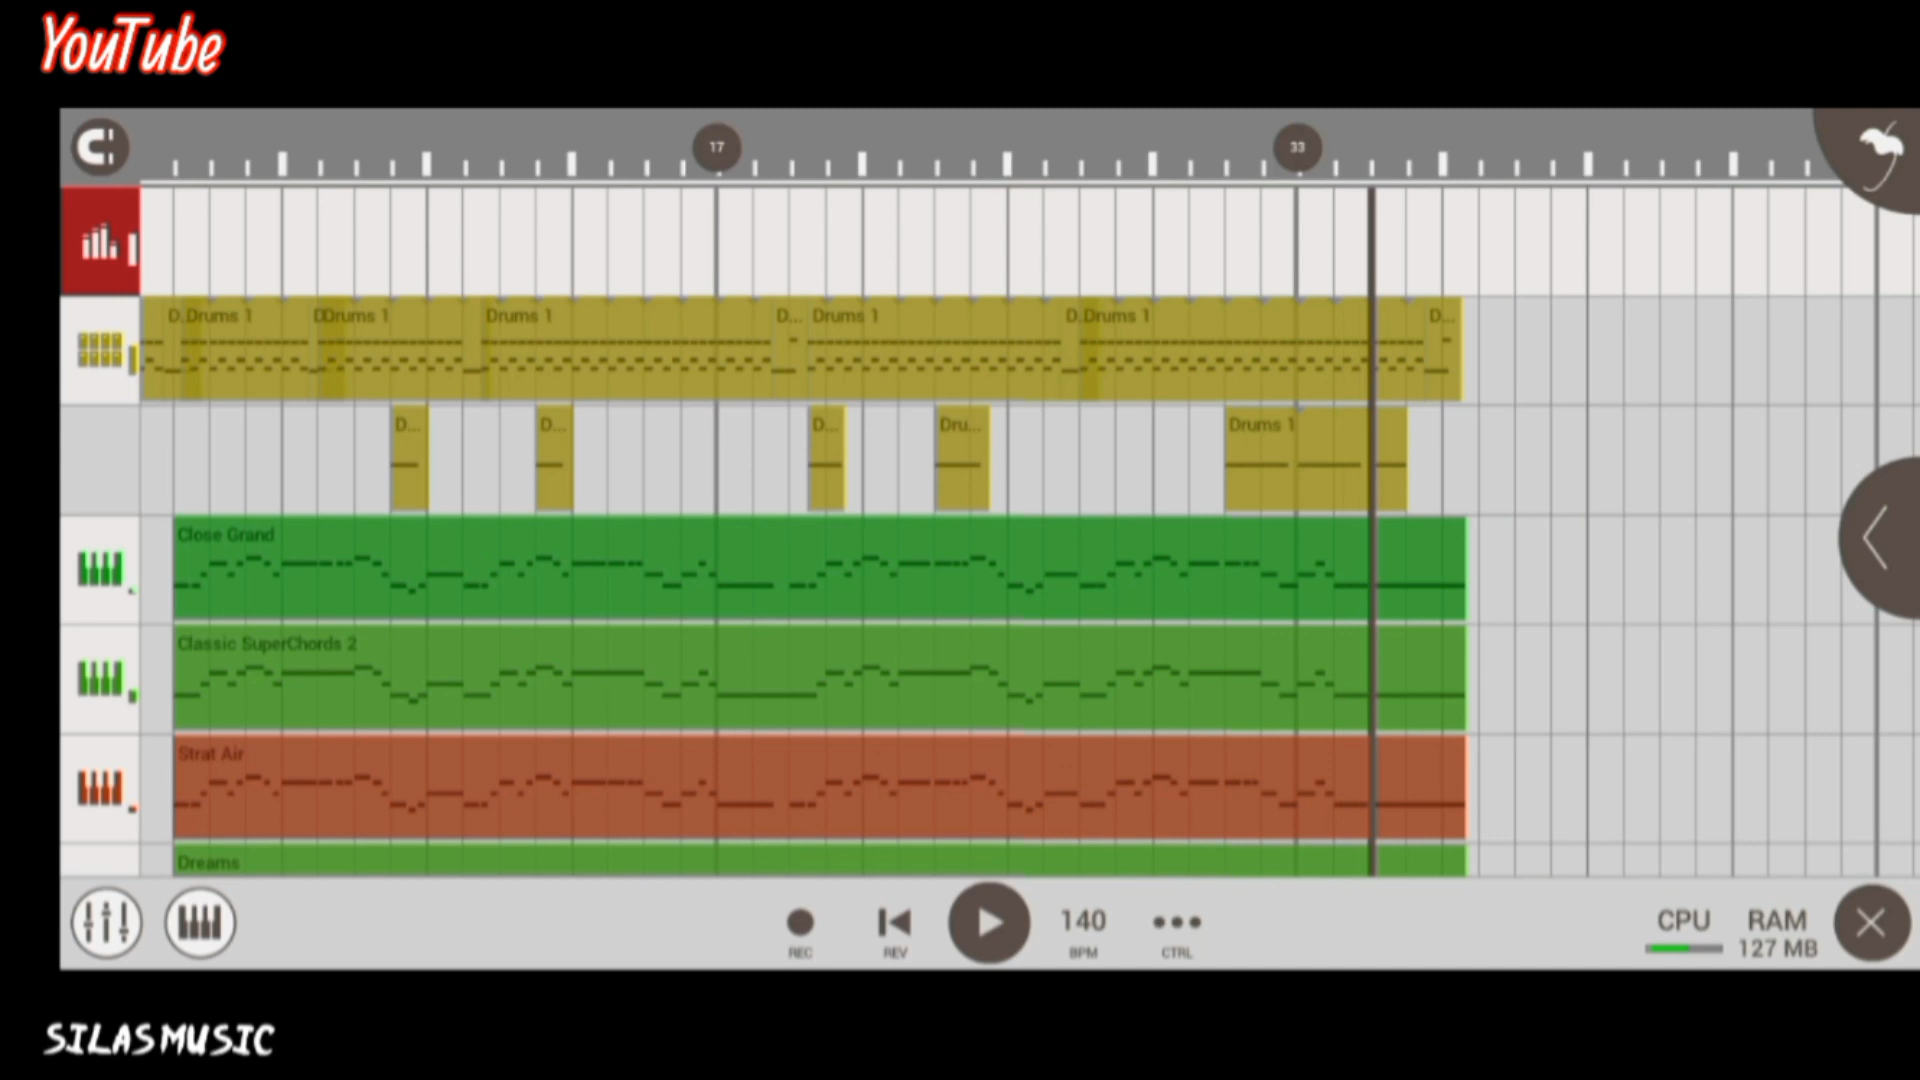 YouTube
17 33
D..Drums 1 DDrums 1 Drums 1 D... Drums 1 D.Drums 1 D...
D... D... D... Dru... Drums 1
Close Grand
Classic SuperChords 2
Strat Air
Dreams
140 CPU RAM
REC REV BPM CTRL 127 MB
SILASMUSIC